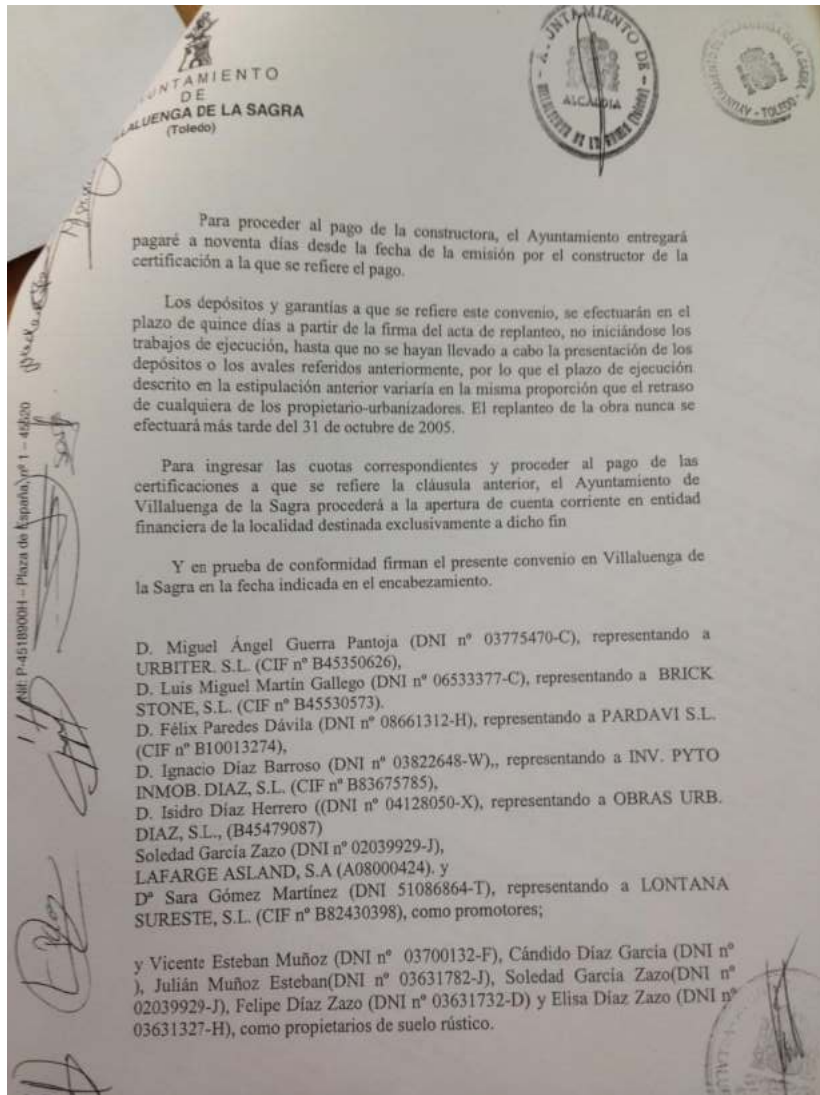 AYUNTAMIENTO DE
ALCALDIA
UNTAMIENTO
DE
LALUENGA DE LA SAGRA
(Toledo)
TOLEDO
Para proceder al pago de la constructora, el Ayuntamiento entregará
pagaré a noventa días desde la fecha de la emisión por el constructor de la
certificación a la que se refiere el pago.
Los depósitos y garantías a que se refiere este convenio, se efectuarán en el
plazo de quince días a partir de la firma del acta de replanteo, no iniciándose los
trabajos de ejecución, hasta que no se hayan llevado a cabo la presentación de los
depósitos o los avales referidos anteriormente, por lo que el plazo de ejecución
descrito en la estipulación anterior variaría en la misma proporción que el retraso
de cualquiera de los propietario-urbanizadores. El replanteo de la obra nunca se
efectuará más tarde del 31 de octubre de 2005.
Para ingresar las cuotas correspondientes y proceder al pago de las
certificaciones a que se refiere la cláusula anterior, el Ayuntamiento de
Villaluenga de la Sagra procederá a la apertura de cuenta corriente en entidad
financiera de la localidad destinada exclusivamente a dicho fin
Y en prueba de conformidad firman el presente convenio en Villaluenga de
la Sagra en la fecha indicada en el encabezamiento.
D. Miguel Ángel Guerra Pantoja (DNI nº 03775470-C), representando a
URBITER. S.L. (CIF nº B45350626),
D. Luis Miguel Martín Gallego (DNI nº 06533377-C), representando a BRICK
STONE, S.L. (CIF nº B45530573).
D. Félix Paredes Dávila (DNI nº 08661312-H), representando a PARDAVI S.L.
(CIF nº B10013274),
D. Ignacio Díaz Barroso (DNI nº 03822648-W),, representando a INV. PYTO
INMOB. DIAZ, S.L. (CIF nº B83675785),
D. Isidro Díaz Herrero ((DNI nº 04128050-X), representando a OBRAS URB.
DIAZ, S.L., (B45479087)
Soledad García Zazo (DNI nº 02039929-J),
LAFARGE ASLAND, S.A (A08000424). y
Dª Sara Gómez Martínez (DNI 51086864-T), representando a LONTANA
SURESTE, S.L. (CIF nº B82430398), como promotores;
y Vicente Esteban Muñoz (DNI nº 03700132-F), Cándido Díaz García (DNI nº
), Julián Muñoz Esteban(DNI nº 03631782-J), Soledad García Zazo(DNI nº
02039929-J), Felipe Díaz Zazo (DNI nº 03631732-D) y Elisa Díaz Zazo (DNI nº
03631327-H), como propietarios de suelo rústico.
Nif: P-4518900H – Plaza de España, nº 1 – 45520